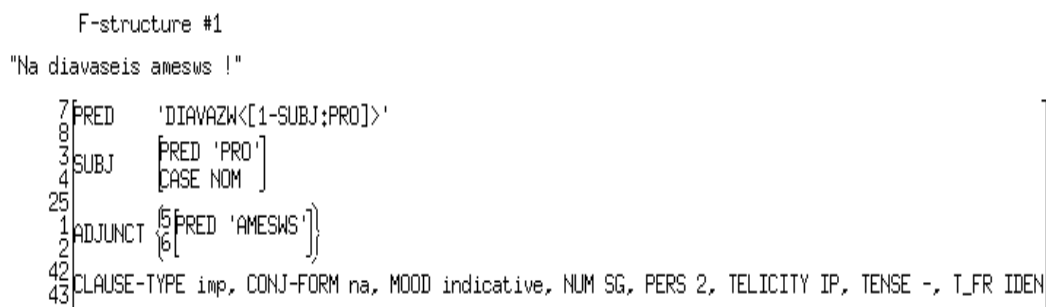 F-structure #1
"Na diavaseis amesws !"
7 PRED 'DIAVAZW<[1-SUBJ:PRO]>'
8
3 SUBJ PRED 'PRO'
4 CASE NOM
25
1 ADJUNCT 5 PRED 'AMESWS'
2 6
42 CLAUSE-TYPE imp, CONJ-FORM na, MOOD indicative, NUM SG, PERS 2, TELICITY IP, TENSE -, T_FR IDEN
43